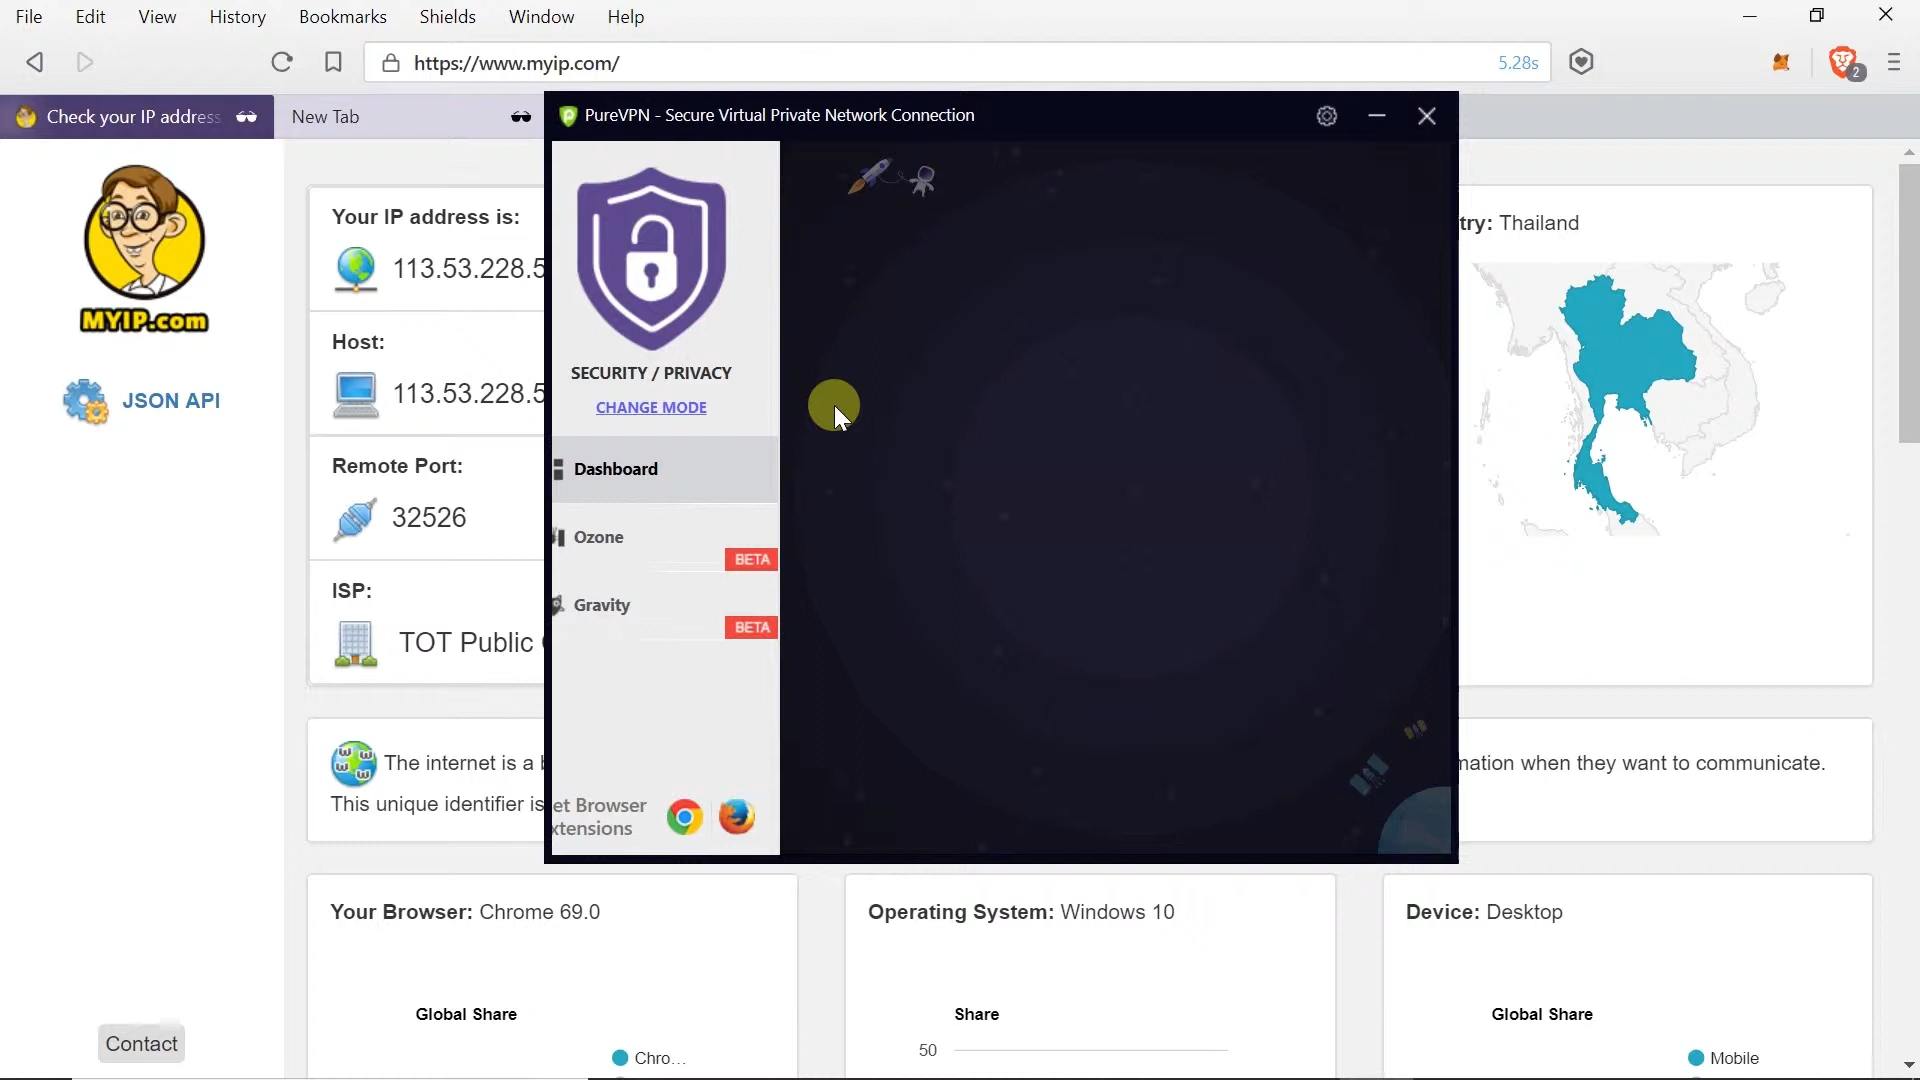 File Edit View History Bookmarks Shields Window Help
https://www.myip.com/
5.28s
2
Check your IP address
New Tab
PureVPN - Secure Virtual Private Network Connection
MYIP.com
JSON API
Contact
Your IP address is:
113.53.228.5
Host:
113.53.228.5
Remote Port:
32526
ISP:
TOT Public
SECURITY / PRIVACY
CHANGE MODE
Dashboard
Ozone
BETA
Gravity
BETA
et Browser
xtensions
try: Thailand
The internet is a
mation when they want to communicate.
This unique identifier is
Your Browser: Chrome 69.0
Global Share
Chro...
Operating System: Windows 10
Share
50
Device: Desktop
Global Share
Mobile